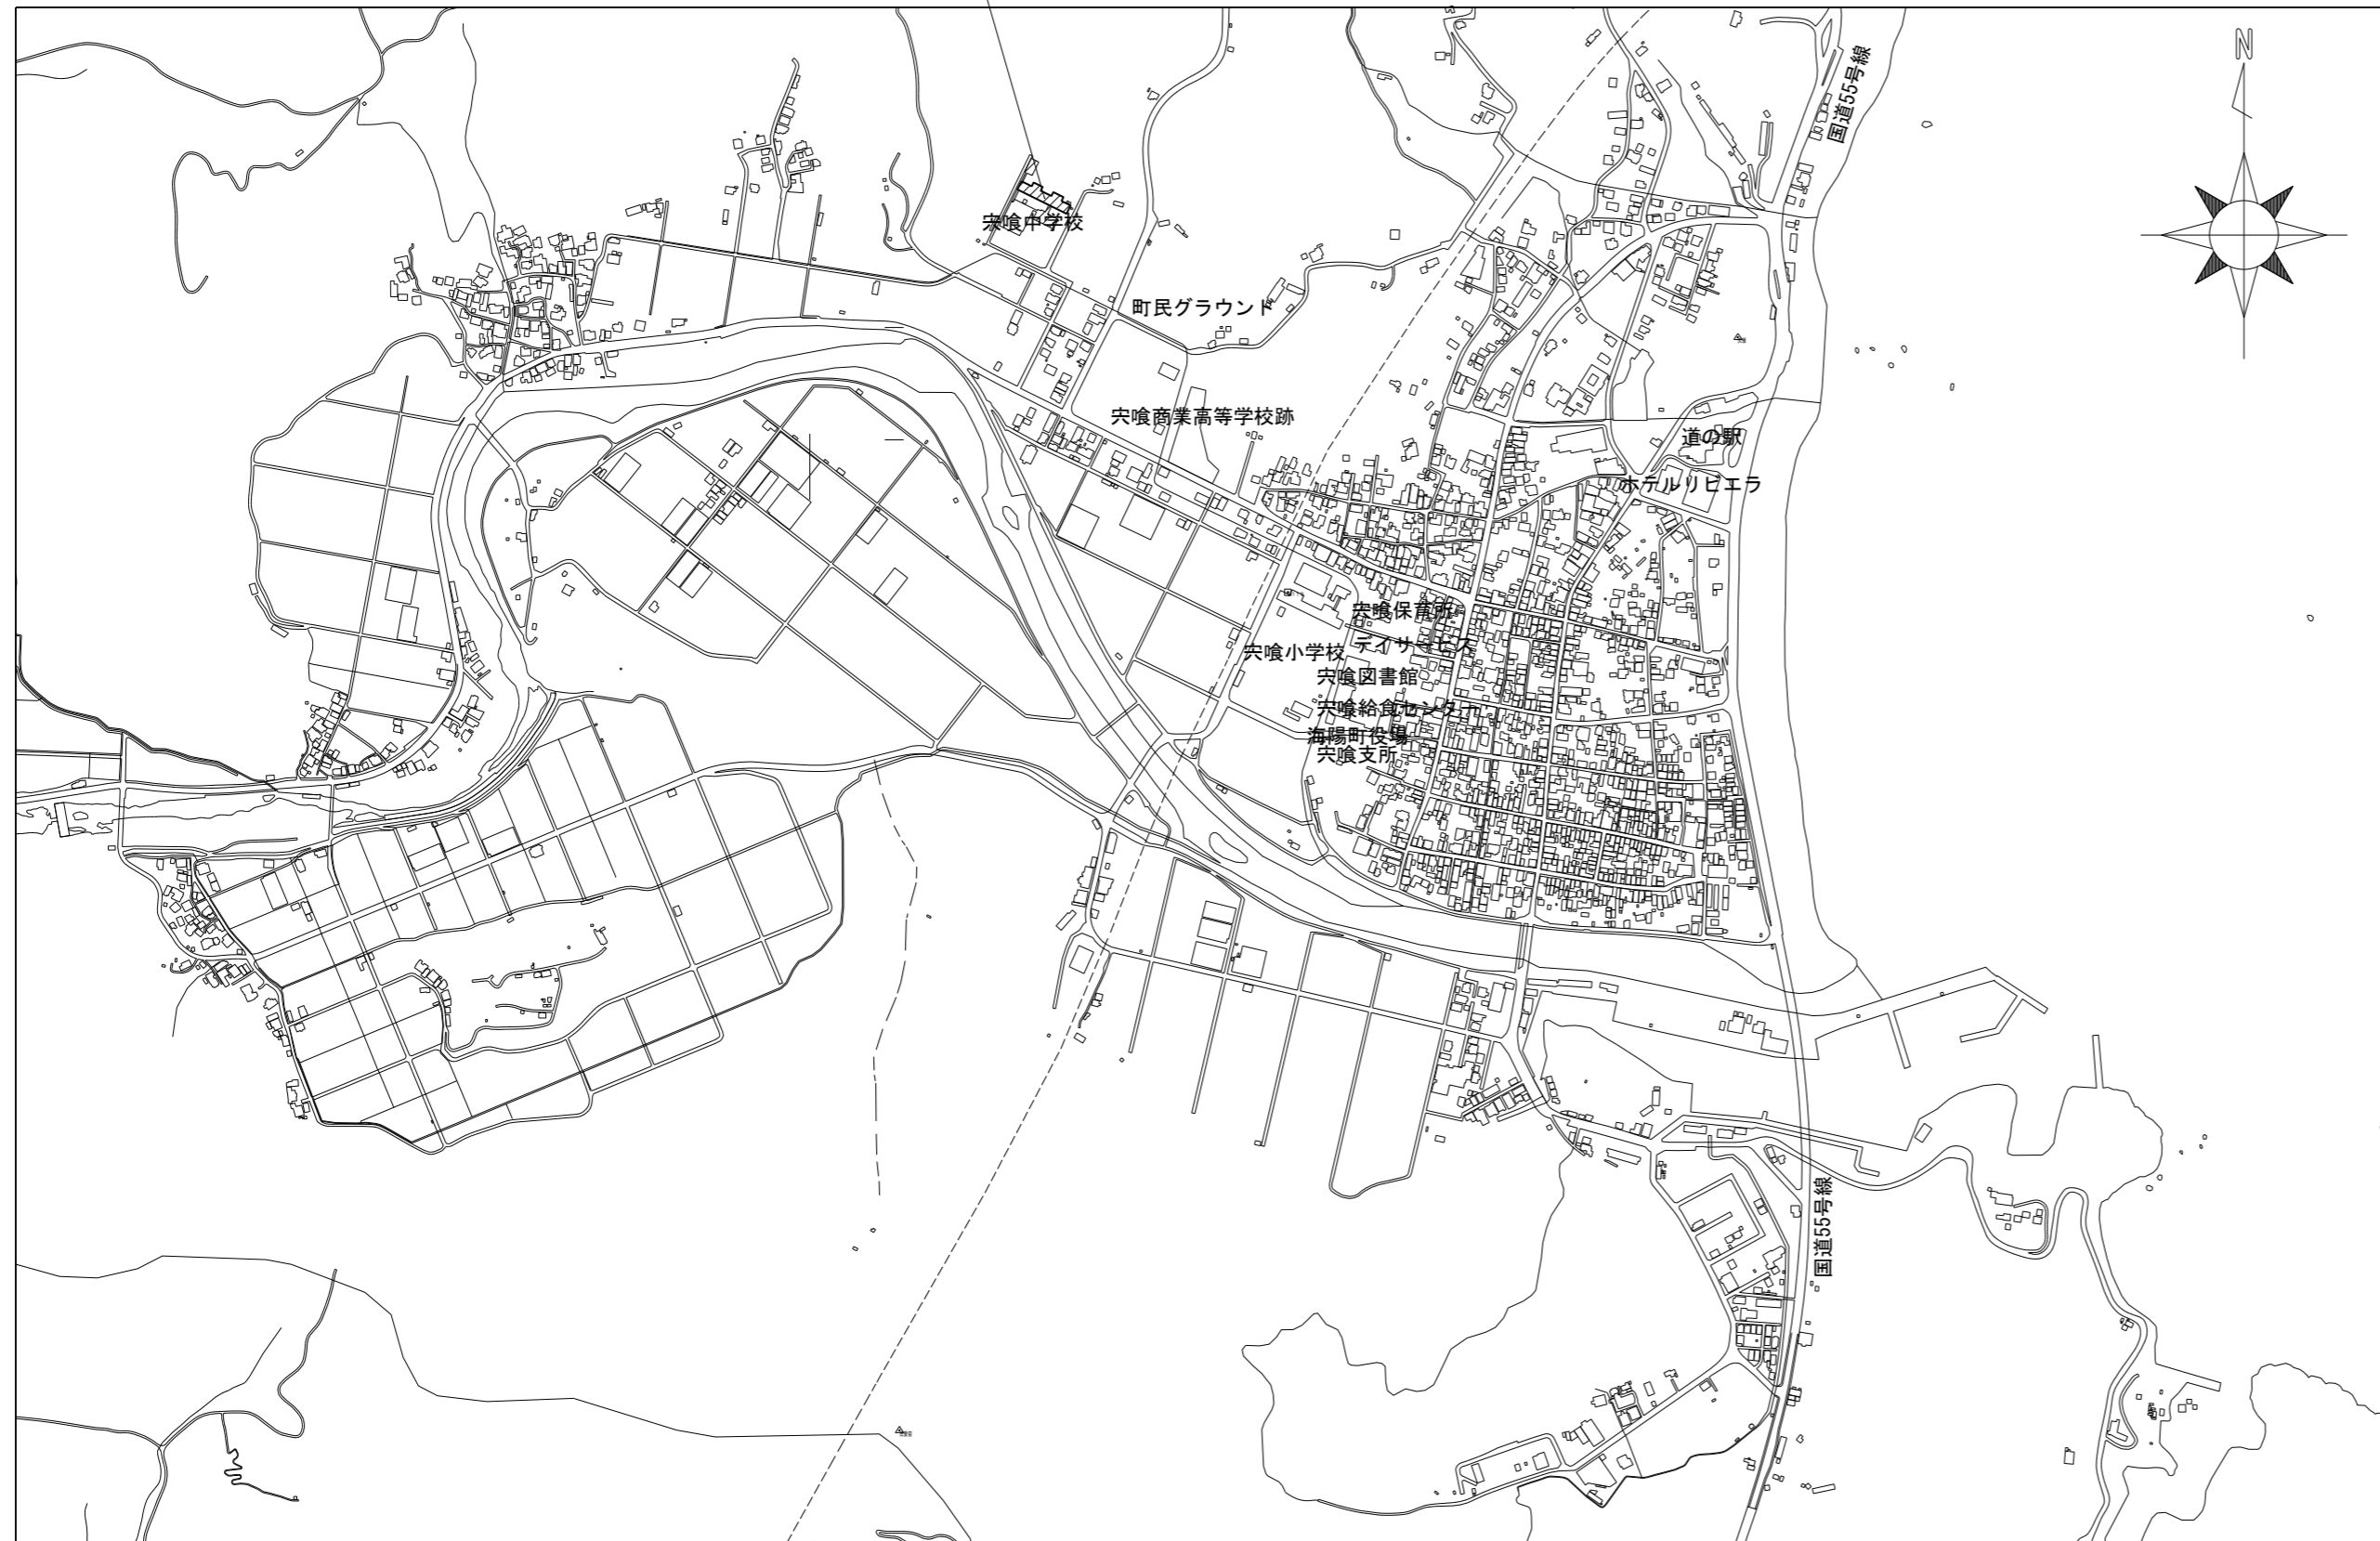 国道55号線
N
宍喰中学校
町民グラウンド
宍喰商業高等学校跡
道の駅
ホテルリビエラ
宍喰保育所
デイサービス
宍喰小学校
宍喰図書館
宍喰給食センター
海陽町役場
宍喰支所
国道55号線